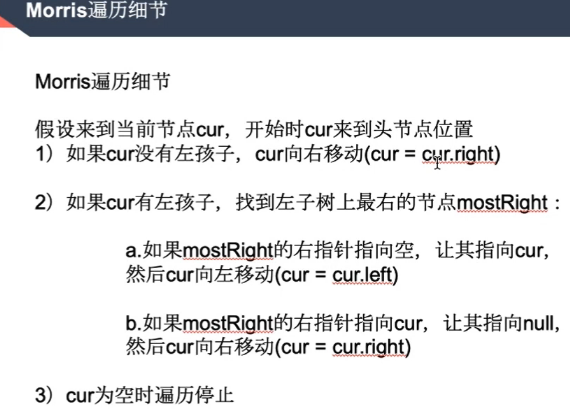 Morris遍历细节
Morris遍历细节
假设来到当前节点cur，开始时cur来到头节点位置
1）如果cur没有左孩子，cur向右移动(cur = cur.right)
2）如果cur有左孩子，找到左子树上最右的节点mostRight：
a.如果mostRight的右指针指向空，让其指向cur，
然后cur向左移动(cur = cur.left)
b.如果mostRight的右指针指向cur，让其指向null，
然后cur向右移动(cur = cur.right)
3）cur为空时遍历停止